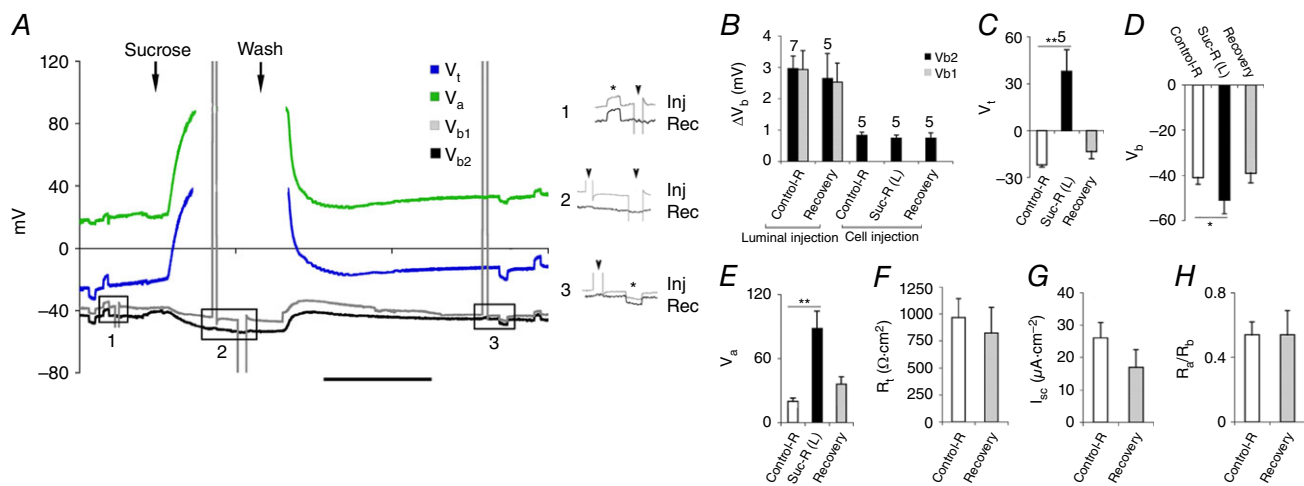 A
Sucrose
Wash
120
80
40
0
−40
−80
mV
Vt
Va
Vb1
Vb2
1
2
3
1
*
Inj
Rec
2
Inj
Rec
3
*
Inj
Rec
B
ΔVb (mV)
4
3
2
1
0
7
5
5
5
5
Vb2
Vb1
Control-R
Recovery
Control-R
Suc-R (L)
Recovery
Luminal injection
Cell injection
C
Vt
60
30
0
−30
**
5
Control-R
Suc-R (L)
Recovery
D
Control-R
Suc-R (L)
Recovery
Vb
0
−20
−40
−60
*
E
Va
120
60
0
**
Control-R
Suc-R (L)
Recovery
F
Rt (Ω·cm²)
1250
1000
750
500
250
0
Control-R
Recovery
G
Isc (µA·cm−2)
40
30
20
10
0
Control-R
Recovery
H
Ra/Rb
0.8
0.4
0
Control-R
Recovery